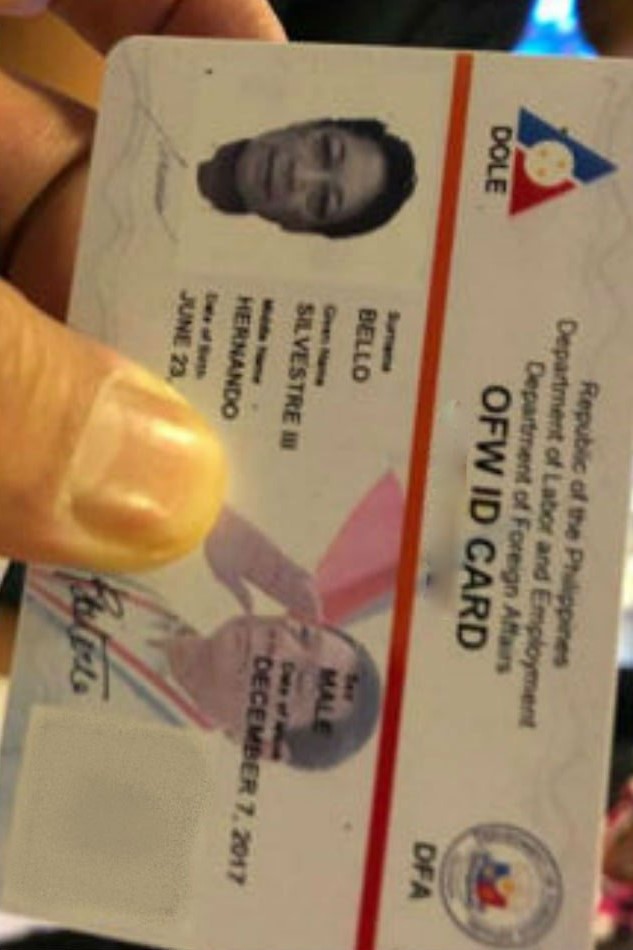 DOLE
Republic of the Philippines
Department of Labor and Employment
Department of Foreign Affairs
OFW ID CARD
DFA
Surname
BELLO
Given Name
SILVESTRE III
Middle Name
HERNANDO
Date of Birth
JUNE 23,
Sex
MALE
Date of
DECEMBER 7, 2017